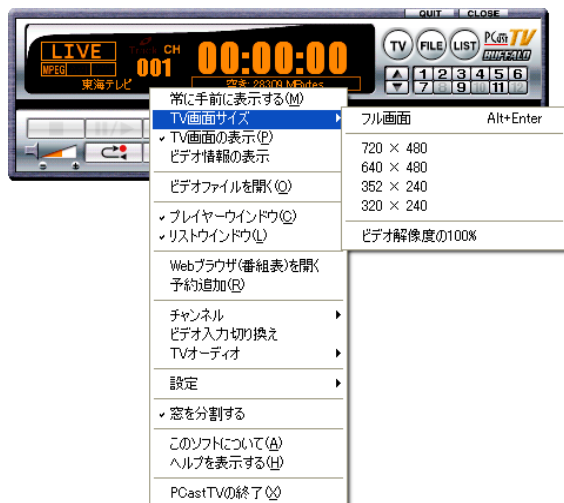 QUIT CLOSE
LIVE
MPEG
Track
CH
001
00:00:00
東海テレビ
空き: 28309 MBytes
TV
FILE
LIST
PCast TV
BUFFALO
1 2 3 4 5 6
7 8 9 10 11 12
常に手前に表示する(M)
TV画面サイズ
TV画面の表示(P)
ビデオ情報の表示
ビデオファイルを開く(O)
プレイヤーウインドウ(C)
リストウインドウ(L)
Webブラウザ(番組表)を開く
予約追加(R)
チャンネル
ビデオ入力切り換え
TVオーディオ
設定
窓を分割する
このソフトについて(A)
ヘルプを表示する(H)
PCastTVの終了(X)
フル画面 Alt+Enter
720 × 480
640 × 480
352 × 240
320 × 240
ビデオ解像度の100%